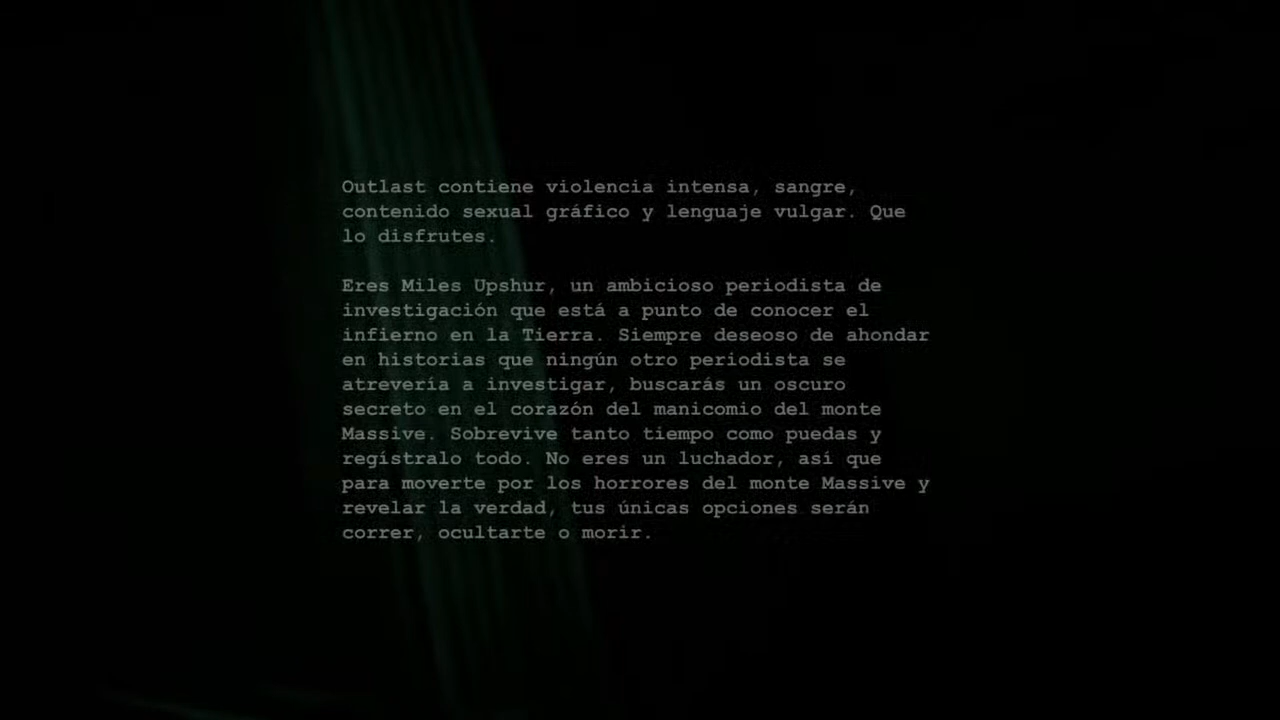 Outlast contiene violencia intensa, sangre,
contenido sexual gráfico y lenguaje vulgar. Que
lo disfrutes.
Eres Miles Upshur, un ambicioso periodista de
investigación que está a punto de conocer el
infierno en la Tierra. Siempre deseoso de ahondar
en historias que ningún otro periodista se
atrevería a investigar, buscarás un oscuro
secreto en el corazón del manicomio del monte
Massive. Sobrevive tanto tiempo como puedas y
regístralo todo. No eres un luchador, así que
para moverte por los horrores del monte Massive y
revelar la verdad, tus únicas opciones serán
correr, ocultarte o morir.